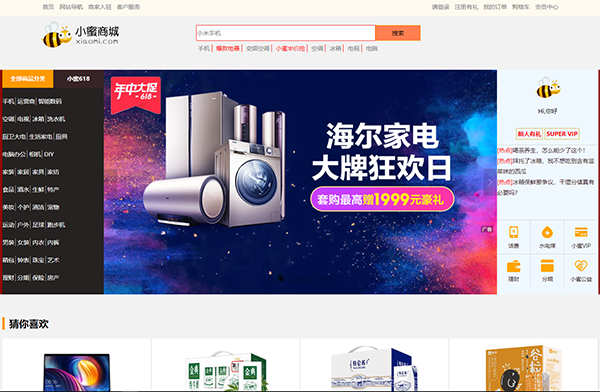 首页 网站导航 商家入驻 客户服务
请登录 注册有礼 我的订单 购物车 会员中心
小蜜商城
xiaomi.com
小米手机
搜索
手机 | 爆款电器 | 变频空调 | 小蜜半价抢 | 空调 | 冰箱 | 电视 | 电脑
全部商品分类 小蜜618
手机 | 运营商 | 智能数码
空调 | 电视 | 冰箱 | 洗衣机
厨卫大电 | 生活家电 | 厨具
电脑办公 | 相机 | DIY
家装 | 家居 | 家具 | 家纺
食品 | 酒水 | 生鲜 | 特产
美妆 | 个护 | 清洁 | 宠物
运动 | 户外 | 足球 | 跑步机
男装 | 女装 | 内衣 | 内裤
箱包 | 钟表 | 珠宝 | 艺术
理财 | 分期 | 保险 | 房产
年中大促
618
海尔家电
大牌狂欢日
套购最高赠1999元豪礼
广告
Hi,你好
新人有礼 SUPER VIP
[热点]喝茶养生，怎么能少了这个！
[热点]拜托了冰箱，我不想吃到含有韭
菜味的西瓜
[热点]冰箱保鲜惹争议，干湿分储真有
必要吗？
话费 水电煤 小蜜VIP
理财 分期 小蜜公益
猜你喜欢